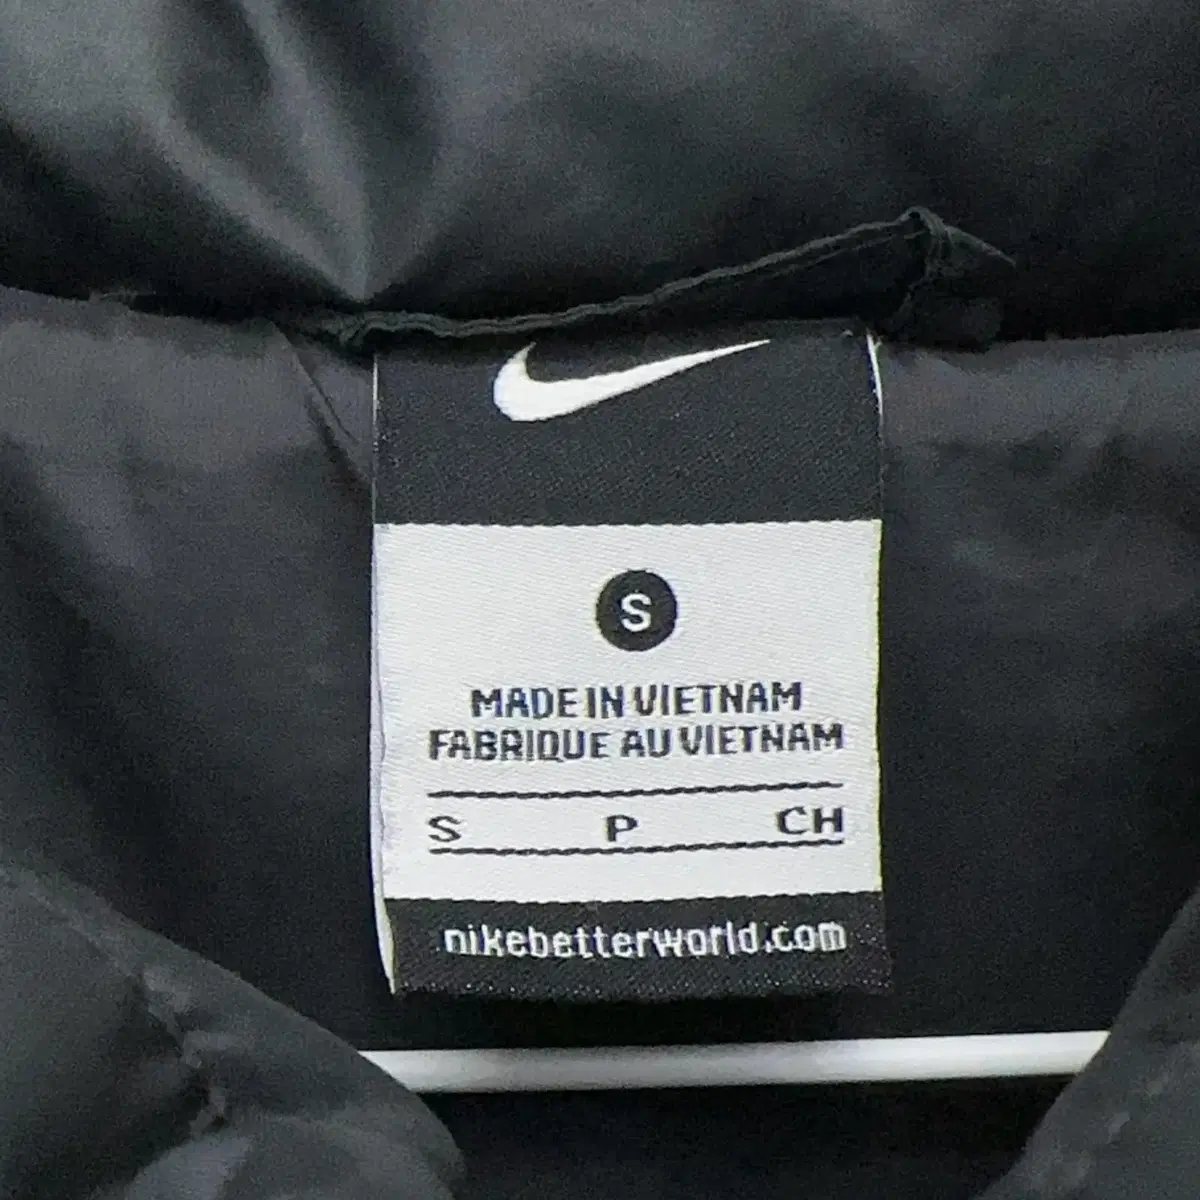 S
MADE IN VIETNAM
FABRIQUE AU VIETNAM
S P CH
nikebetterworld.com